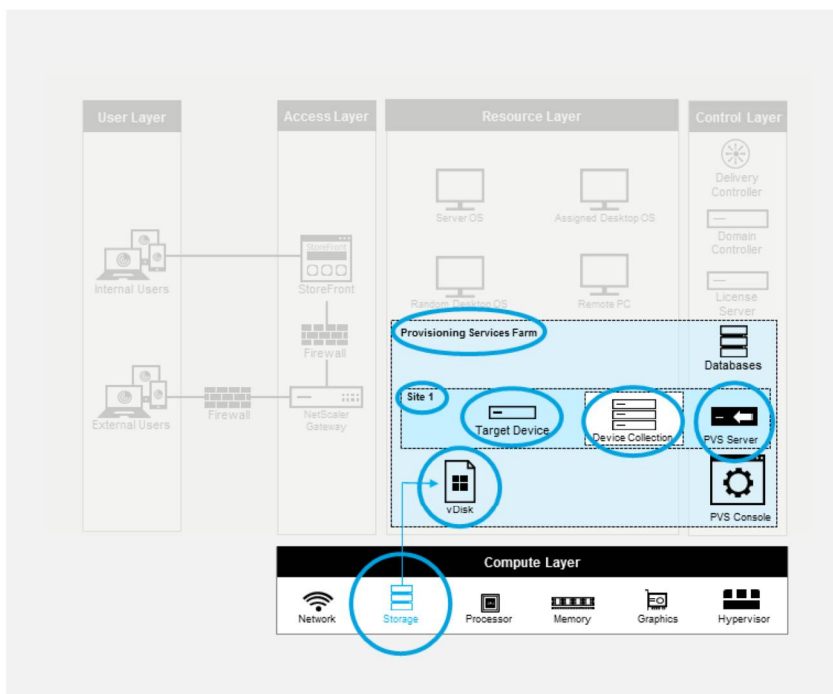 User Layer
Access Layer
Resource Layer
Control Layer
Delivery
Controller
Server OS
Assigned Desktop OS
Domain
Controller
StoreFront
Internal Users
StoreFront
Random Desktop OS
Remote PC
License
Server
Provisioning Services Farm
Firewall
Databases
Site 1
External Users
Firewall
NetScaler
Gateway
Target Device
Device Collection
PVS Server
vDisk
PVS Console
Compute Layer
Network
Storage
Processor
Memory
Graphics
Hypervisor